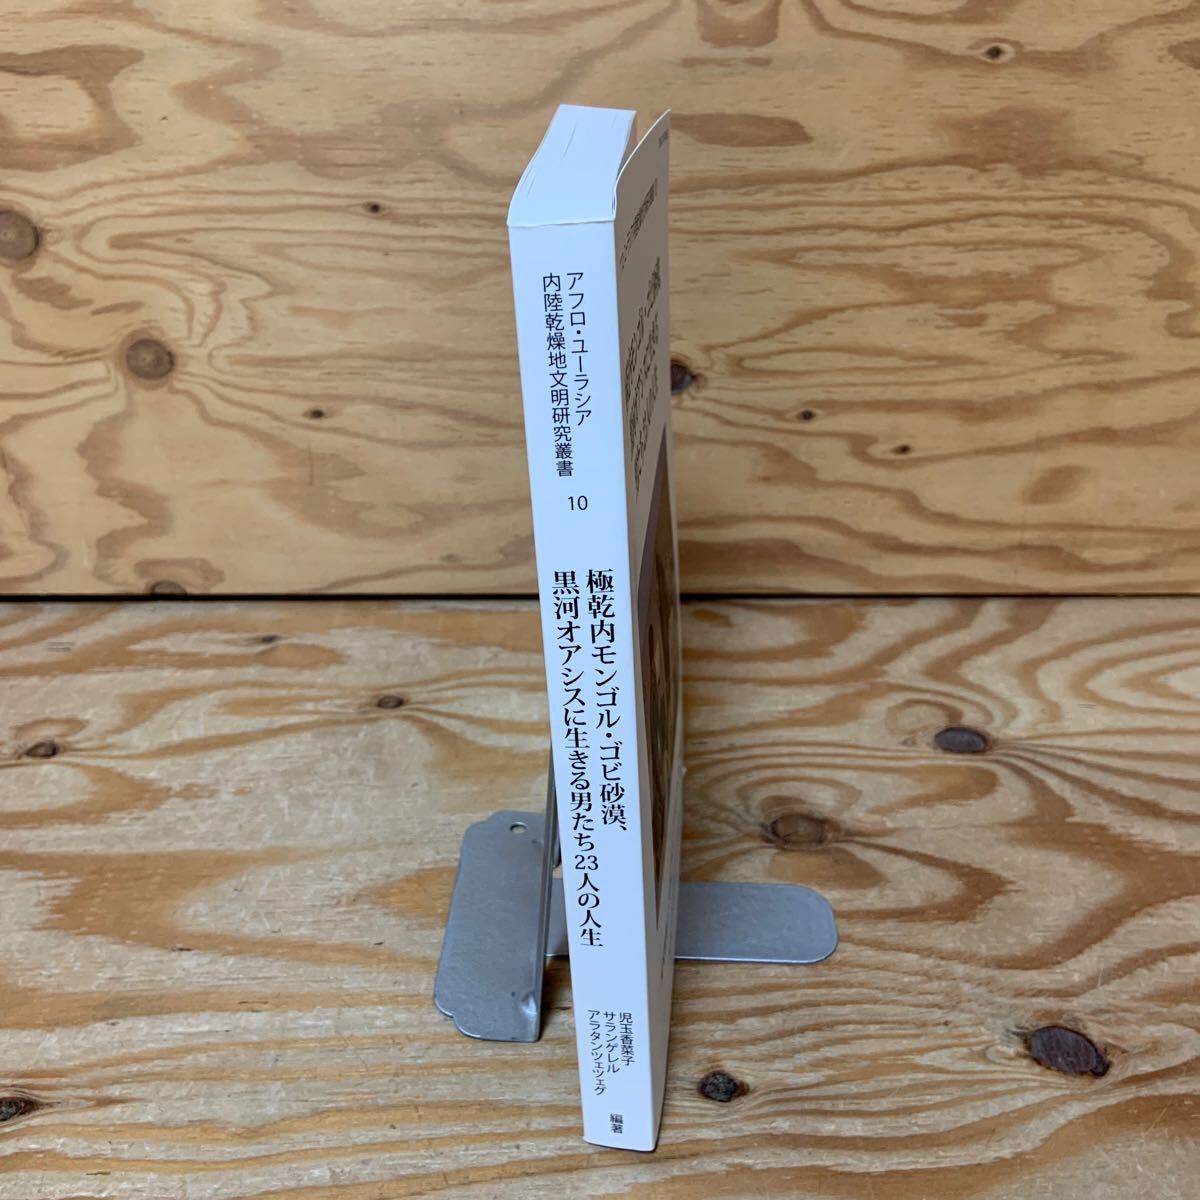 アフロ・ユーラシア
内陸乾燥地文明研究叢書
10
極乾内モンゴル・ゴビ砂漠、
黒河オアシスに生きる男たち23人の人生
児玉香菜子
サランゲレル
アラタンツェツェグ
編著